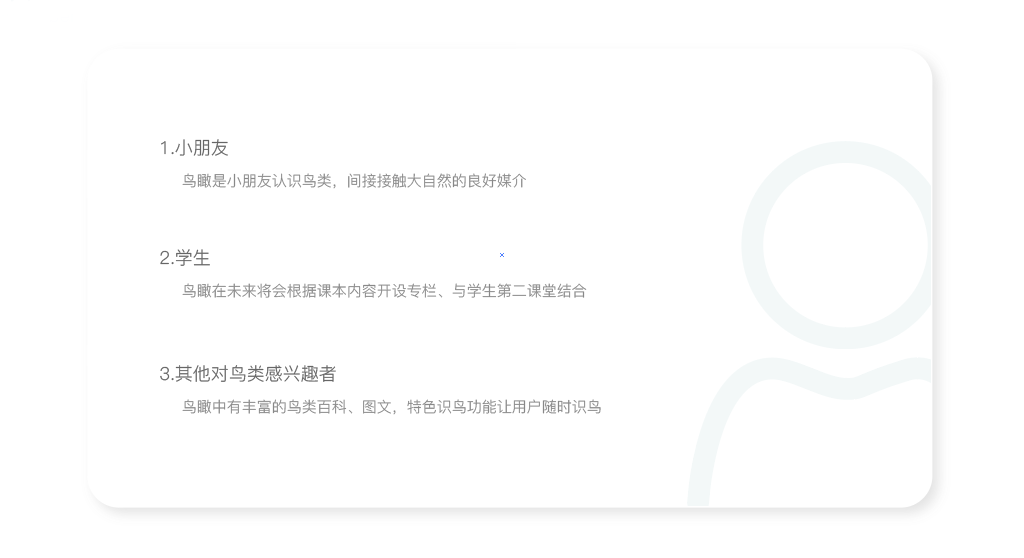 1.小朋友
鸟瞰是小朋友认识鸟类，间接接触大自然的良好媒介
2.学生
鸟瞰在未来将会根据课本内容开设专栏、与学生第二课堂结合
3.其他对鸟类感兴趣者
鸟瞰中有丰富的鸟类百科、图文，特色识鸟功能让用户随时识鸟